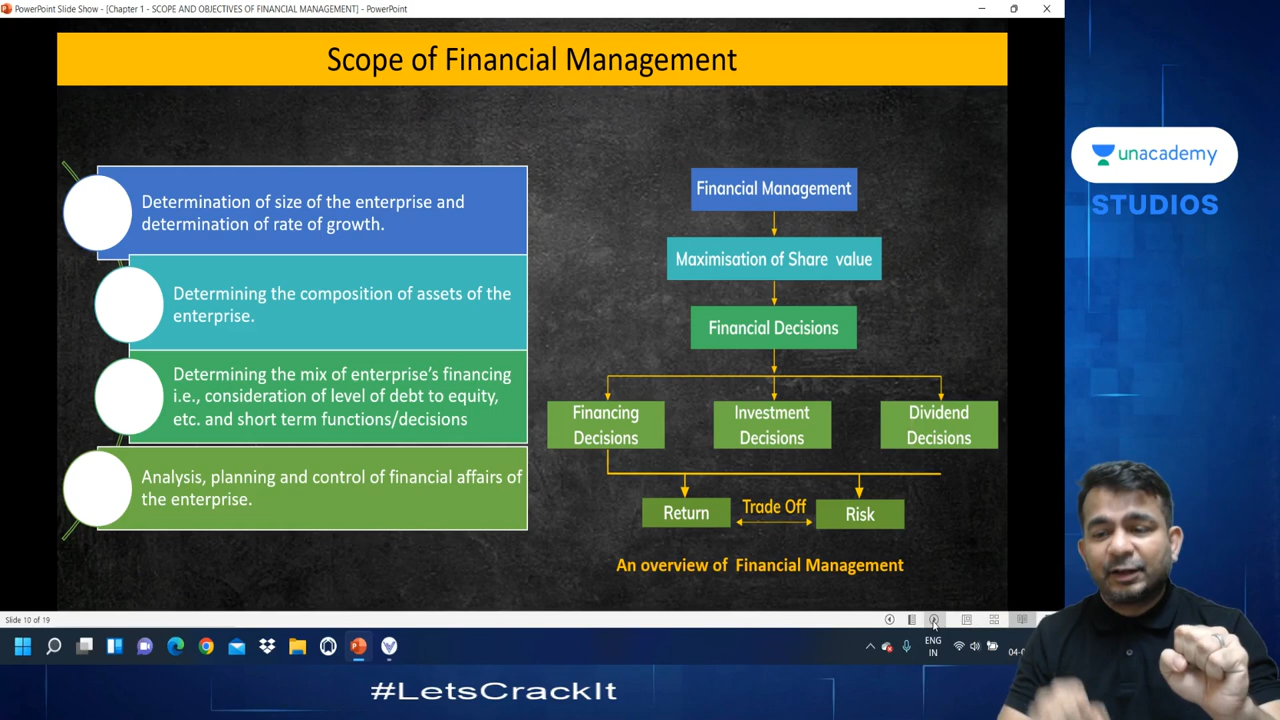 PowerPoint Slide Show - [Chapter 1 - SCOPE AND OBJECTIVES OF FINANCIAL MANAGEMENT] - PowerPoint
Scope of Financial Management
Determination of size of the enterprise and
determination of rate of growth.
Determining the composition of assets of the
enterprise.
Determining the mix of enterprise's financing
i.e., consideration of level of debt to equity,
etc. and short term functions/decisions
Analysis, planning and control of financial affairs of
the enterprise.
Financial Management
Maximisation of Share value
Financial Decisions
Financing
Decisions
Investment
Decisions
Dividend
Decisions
Return
Trade Off
Risk
An overview of Financial Management
unacademy
STUDIOS
Slide 10 of 19
ENG
IN
04-0
#LetsCrackIt